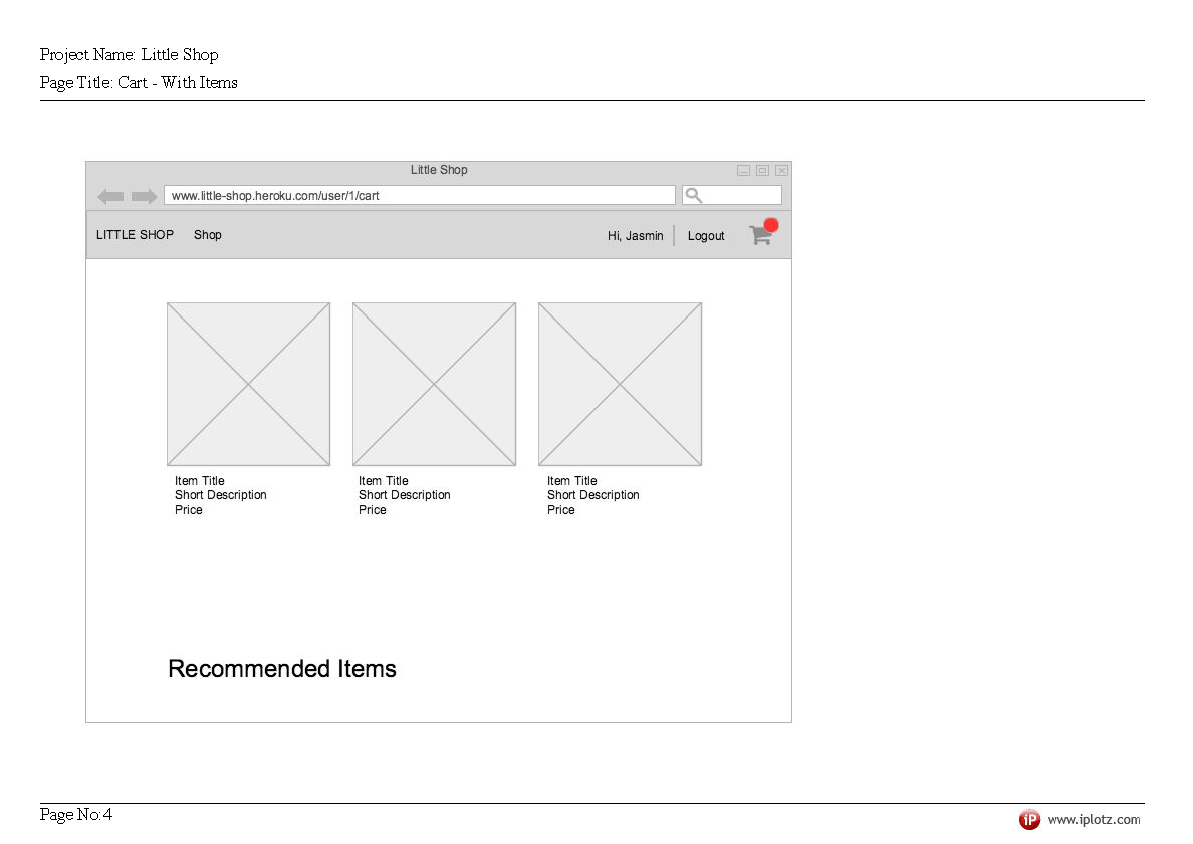 Project Name: Little Shop
Page Title: Cart - With Items
Little Shop
www.little-shop.heroku.com/user/1/cart
LITTLE SHOP Shop Hi, Jasmin Logout
Item Title Item Title Item Title
Short Description Short Description Short Description
Price Price Price
Recommended Items
Page No:4
iP www.iplotz.com